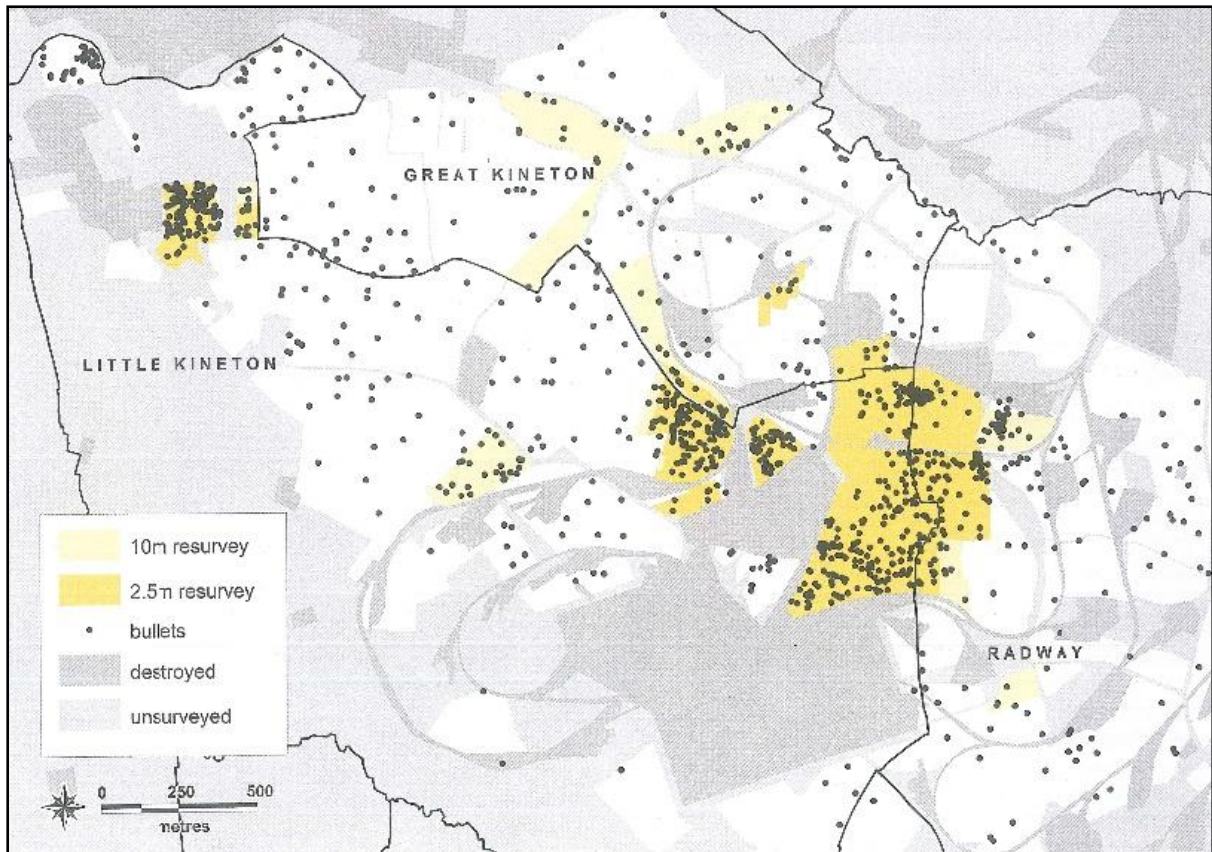 GREAT KINETON
LITTLE KINETON
RADWAY
10m resurvey
2.5m resurvey
bullets
destroyed
unsurveyed
0 250 500
metres